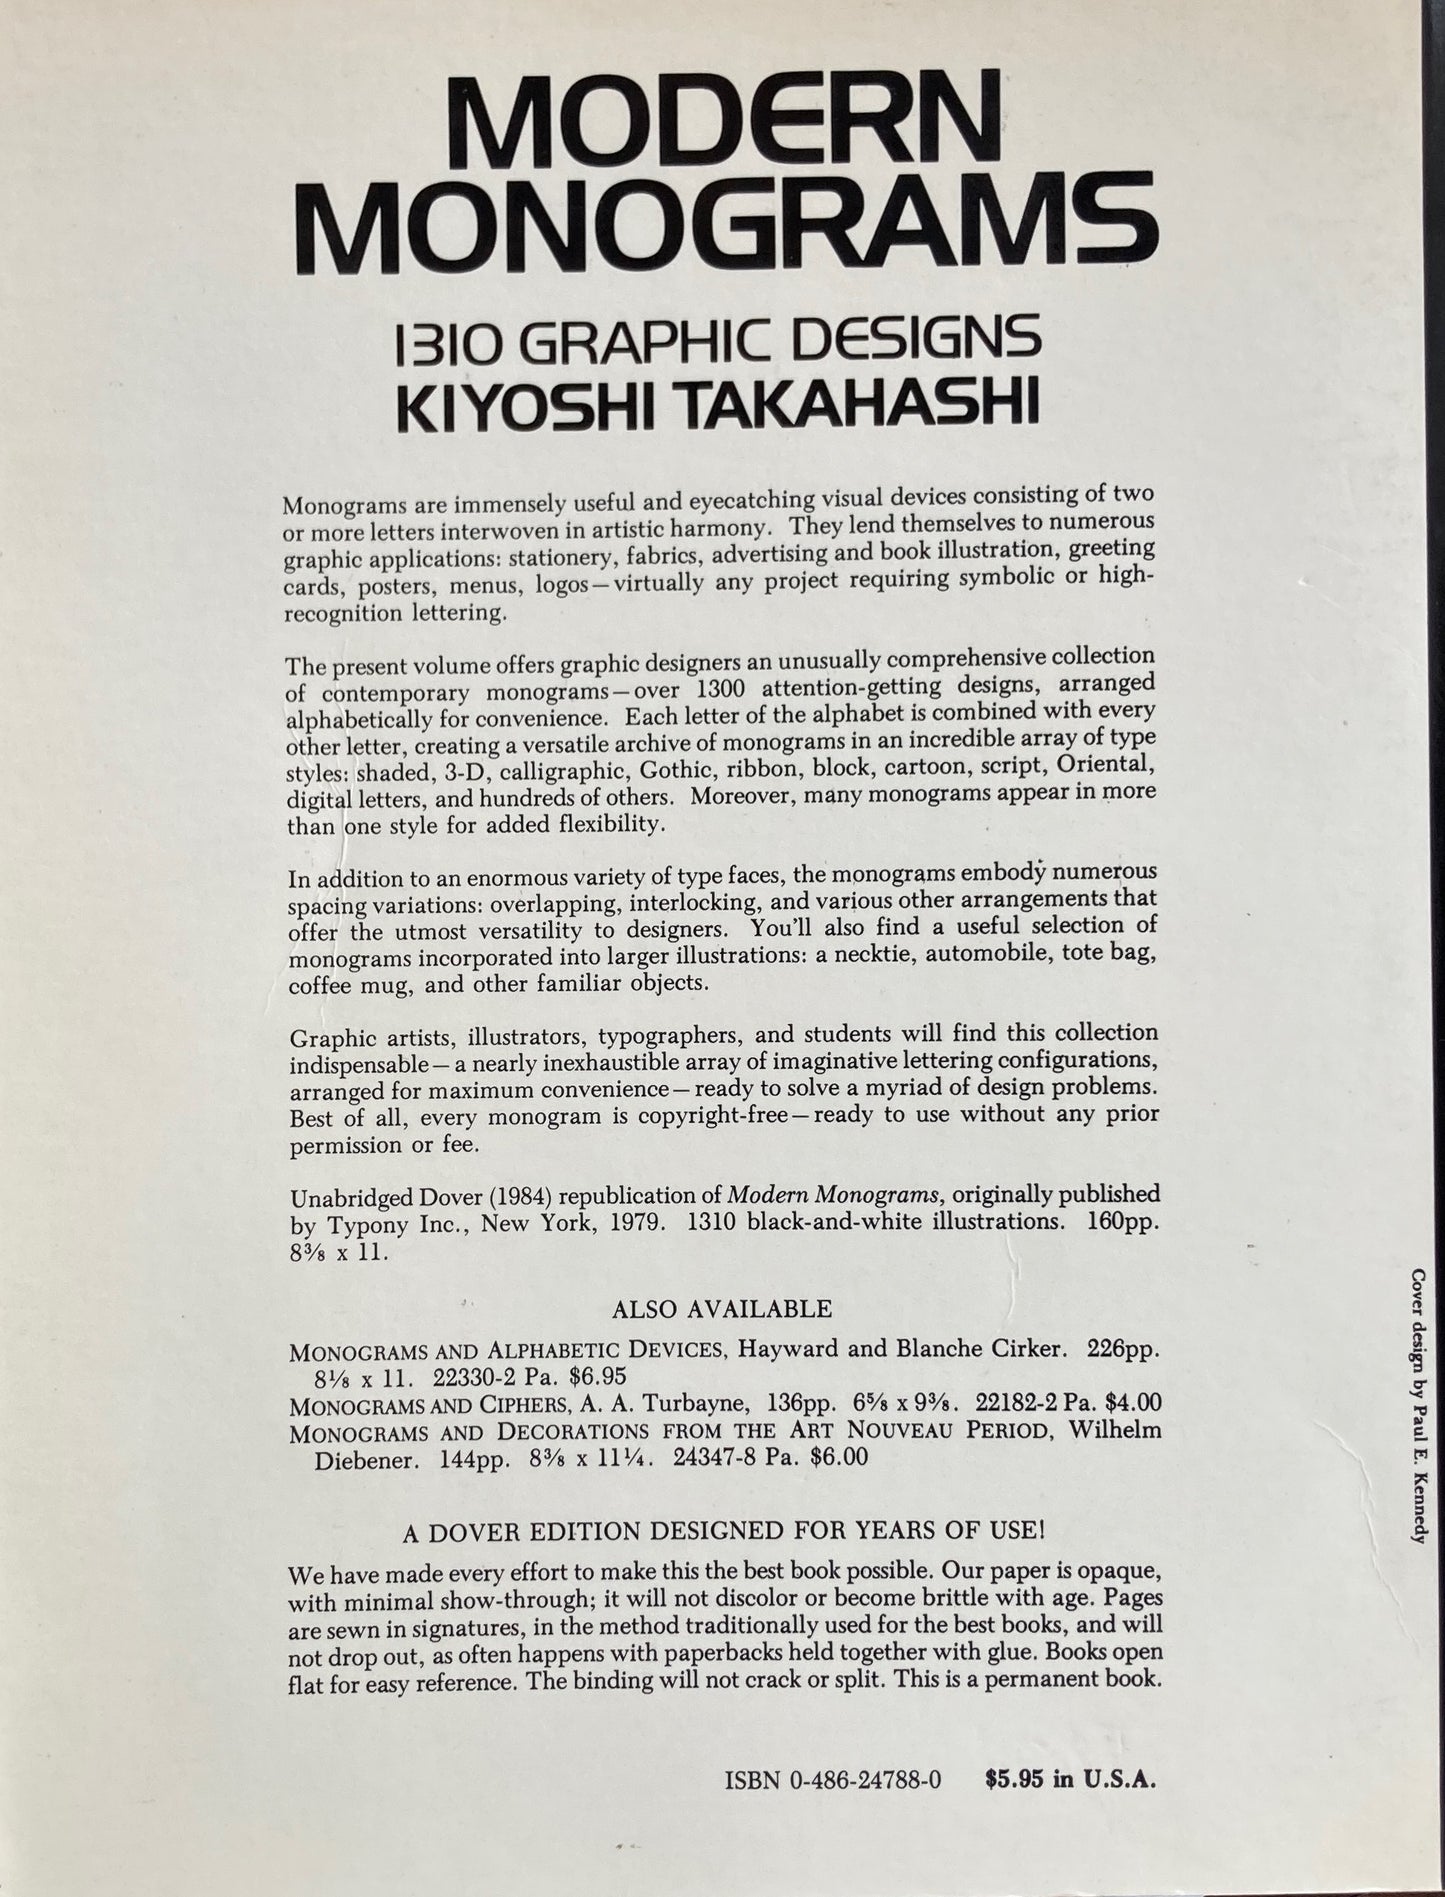 MODERN
MONOGRAMS
1310 GRAPHIC DESIGNS
KIYOSHI TAKAHASHI
Monograms are immensely useful and eyecatching visual devices consisting of two
or more letters interwoven in artistic harmony. They lend themselves to numerous
graphic applications: stationery, fabrics, advertising and book illustration, greeting
cards, posters, menus, logos—virtually any project requiring symbolic or high-
recognition lettering.
The present volume offers graphic designers an unusually comprehensive collection
of contemporary monograms—over 1300 attention-getting designs, arranged
alphabetically for convenience. Each letter of the alphabet is combined with every
other letter, creating a versatile archive of monograms in an incredible array of type
styles: shaded, 3-D, calligraphic, Gothic, ribbon, block, cartoon, script, Oriental,
digital letters, and hundreds of others. Moreover, many monograms appear in more
than one style for added flexibility.
In addition to an enormous variety of type faces, the monograms embody numerous
spacing variations: overlapping, interlocking, and various other arrangements that
offer the utmost versatility to designers. You'll also find a useful selection of
monograms incorporated into larger illustrations: a necktie, automobile, tote bag,
coffee mug, and other familiar objects.
Graphic artists, illustrators, typographers, and students will find this collection
indispensable—a nearly inexhaustible array of imaginative lettering configurations,
arranged for maximum convenience—ready to solve a myriad of design problems.
Best of all, every monogram is copyright-free—ready to use without any prior
permission or fee.
Unabridged Dover (1984) republication of Modern Monograms, originally published
by Typony Inc., New York, 1979. 1310 black-and-white illustrations. 160pp.
8⅜ x 11.
ALSO AVAILABLE
MONOGRAMS AND ALPHABETIC DEVICES, Hayward and Blanche Cirker. 226pp.
8⅛ x 11. 22330-2 Pa. $6.95
MONOGRAMS AND CIPHERS, A. A. Turbayne, 136pp. 6⅝ x 9⅜. 22182-2 Pa. $4.00
MONOGRAMS AND DECORATIONS FROM THE ART NOUVEAU PERIOD, Wilhelm
Diebener. 144pp. 8⅜ x 11¼. 24347-8 Pa. $6.00
A DOVER EDITION DESIGNED FOR YEARS OF USE!
We have made every effort to make this the best book possible. Our paper is opaque,
with minimal show-through; it will not discolor or become brittle with age. Pages
are sewn in signatures, in the method traditionally used for the best books, and will
not drop out, as often happens with paperbacks held together with glue. Books open
flat for easy reference. The binding will not crack or split. This is a permanent book.
ISBN 0-486-24788-0 $5.95 in U.S.A.
Cover design by Paul E. Kennedy